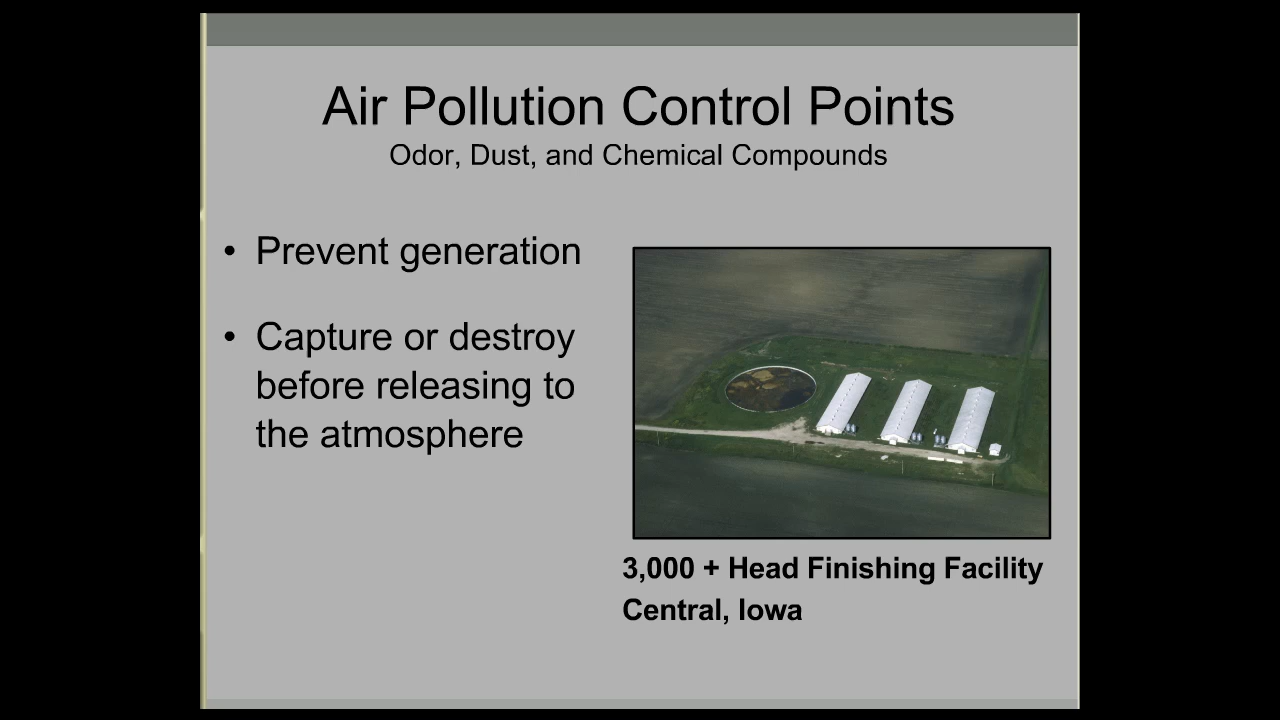 Air Pollution Control Points
Odor, Dust, and Chemical Compounds
• Prevent generation
• Capture or destroy
before releasing to
the atmosphere
3,000 + Head Finishing Facility
Central, Iowa